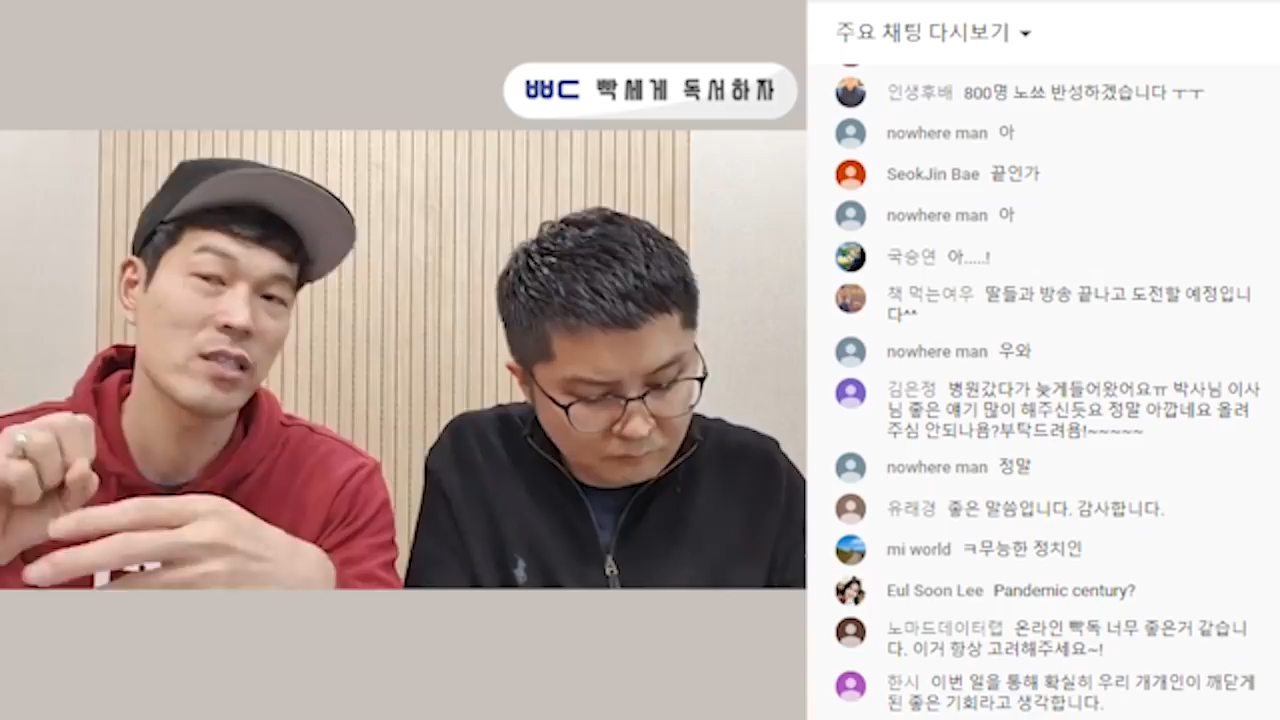 ㅃㄷ 빡세게 독서하자
주요 채팅 다시보기
인생후배 800명 노쑈 반성하겠습니다 ㅜㅜ
nowhere man 아
SeokJin Bae 끝인가
nowhere man 아
국승연 아.....!
책 먹는여우 딸들과 방송 끝나고 도전할 예정입니
다^^
nowhere man 우와
김은정 병원갔다가 늦게들어왔어요ㅠ 박사님 이사
님 좋은 얘기 많이 해주신듯요 정말 아깝네요 올려
주심 안되나욤?부탁드려욤!~~~~~
nowhere man 정말
유래경 좋은 말씀입니다. 감사합니다.
mi world ㅋ무능한 정치인
Eul Soon Lee Pandemic century?
노마드데이터랩 온라인 빡독 너무 좋은거 같습니
다. 이거 항상 고려해주세요~!
한시 이번 일을 통해 확실히 우리 개개인이 깨닫게
된 좋은 기회라고 생각합니다.